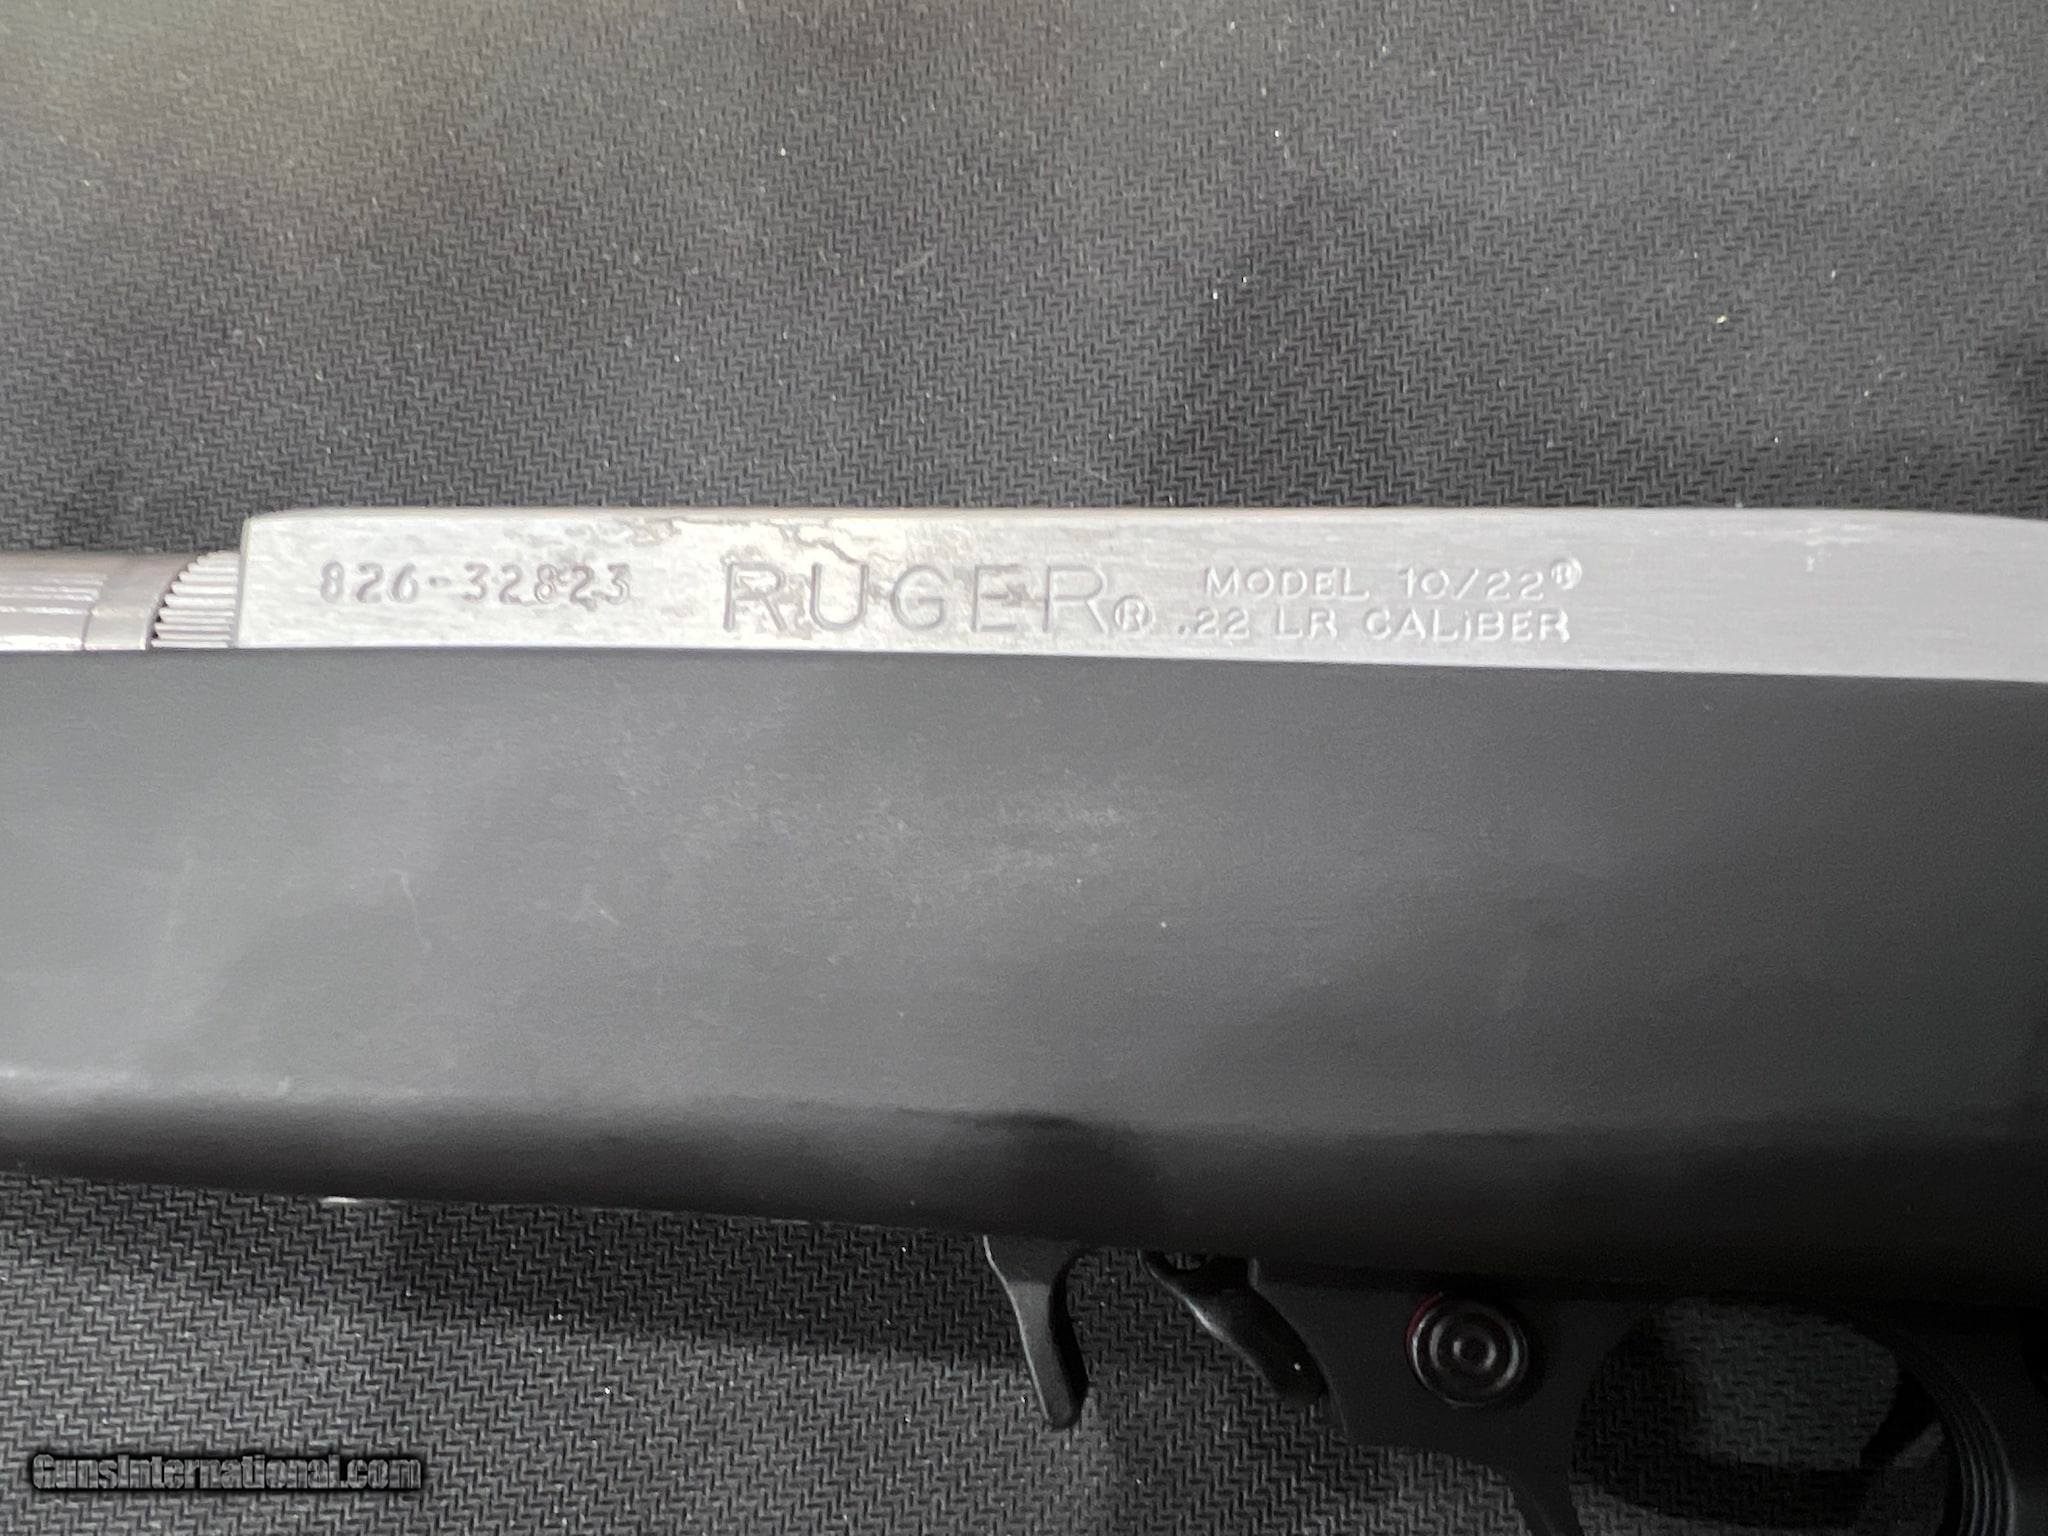 826-32823 RUGER® MODEL 10/22®
.22 LR CALIBER
GunsInternational.com